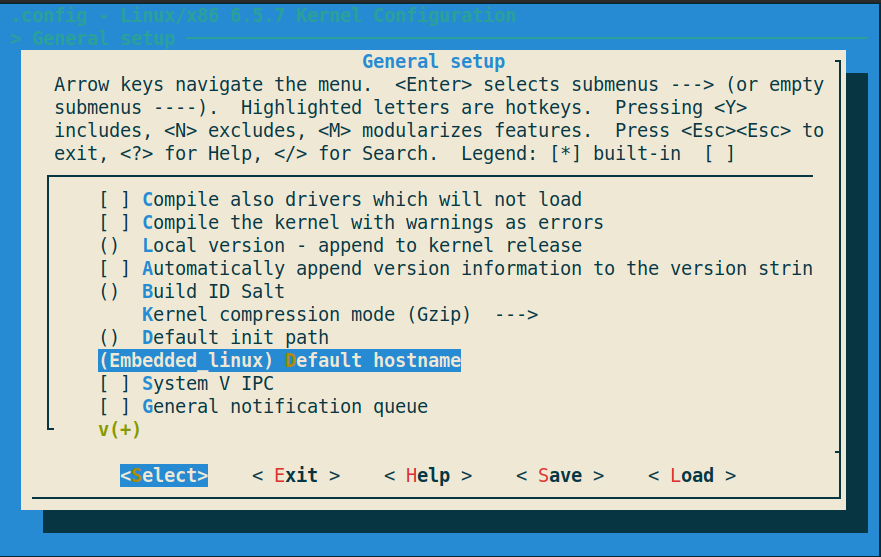 .config - Linux/x86 6.5.7 Kernel Configuration
> General setup
General setup
Arrow keys navigate the menu.  <Enter> selects submenus ---> (or empty
submenus ----).  Highlighted letters are hotkeys.  Pressing <Y>
includes, <N> excludes, <M> modularizes features.  Press <Esc><Esc> to
exit, <?> for Help, </> for Search.  Legend: [*] built-in  [ ]
[ ] Compile also drivers which will not load
[ ] Compile the kernel with warnings as errors
()  Local version - append to kernel release
[ ] Automatically append version information to the version strin
()  Build ID Salt
Kernel compression mode (Gzip)  --->
()  Default init path
(Embedded_linux) Default hostname
[ ] System V IPC
[ ] General notification queue
v(+)
<Select>    < Exit >    < Help >    < Save >    < Load >